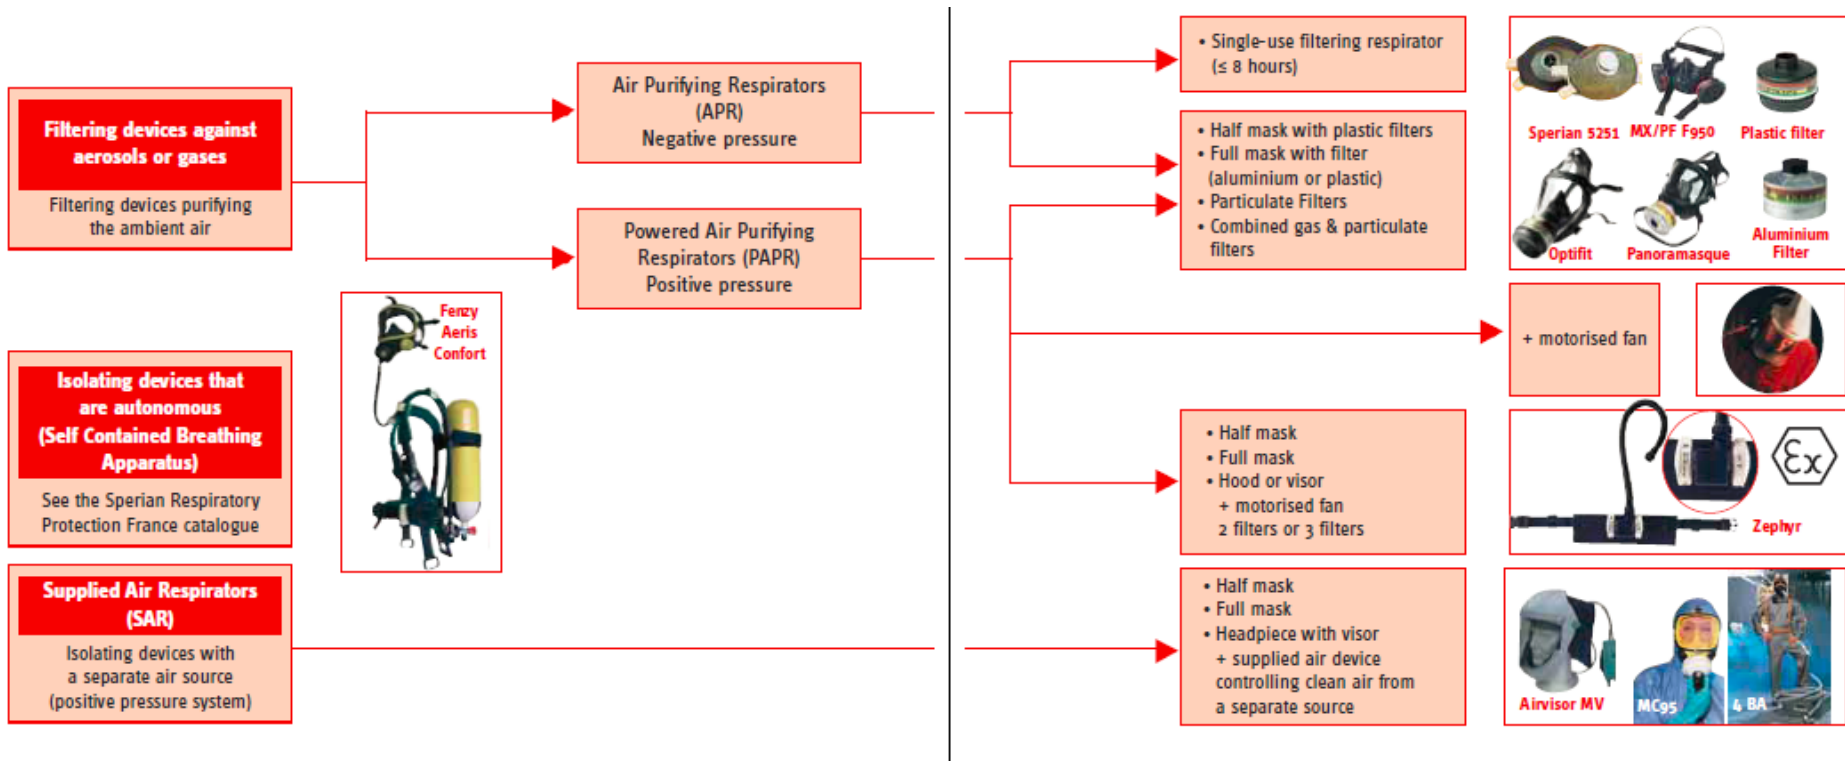 Filtering devices against
aerosols or gases
Filtering devices purifying
the ambient air
Air Purifying Respirators
(APR)
Negative pressure
Powered Air Purifying
Respirators (PAPR)
Positive pressure
• Single-use filtering respirator
(≤ 8 hours)
• Half mask with plastic filters
• Full mask with filter
(aluminium or plastic)
• Particulate Filters
• Combined gas & particulate
filters
Sperian 5251
MX/PF F950
Plastic filter
Optifit
Panoramasque
Aluminium
Filter
+ motorised fan
Isolating devices that
are autonomous
(Self Contained Breathing
Apparatus)
See the Sperian Respiratory
Protection France catalogue
Fenzy
Aeris
Confort
• Half mask
• Full mask
• Hood or visor
+ motorised fan
2 filters or 3 filters
Ex
Zephyr
Supplied Air Respirators
(SAR)
Isolating devices with
a separate air source
(positive pressure system)
• Half mask
• Full mask
• Headpiece with visor
+ supplied air device
controlling clean air from
a separate source
Airvisor MV
MC95
4 BA